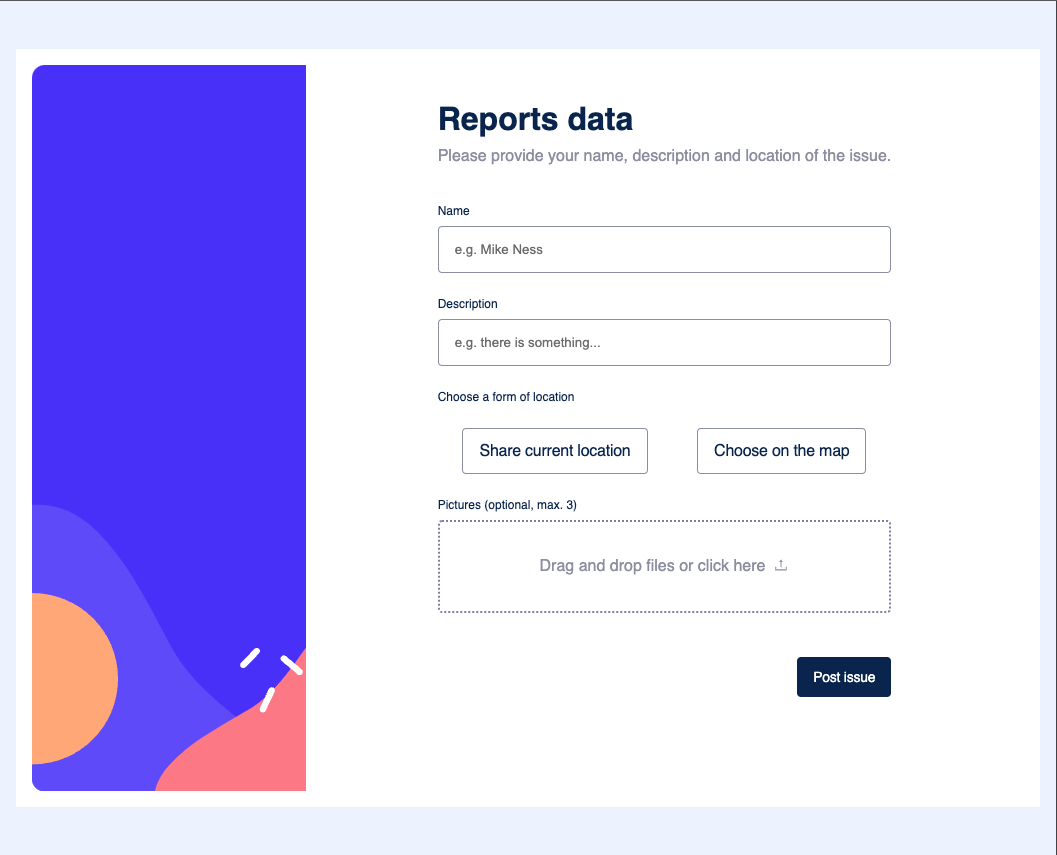 Reports data
Please provide your name, description and location of the issue.
Name
e.g. Mike Ness
Description
e.g. there is something...
Choose a form of location
Share current location
Choose on the map
Pictures (optional, max. 3)
Drag and drop files or click here
Post issue